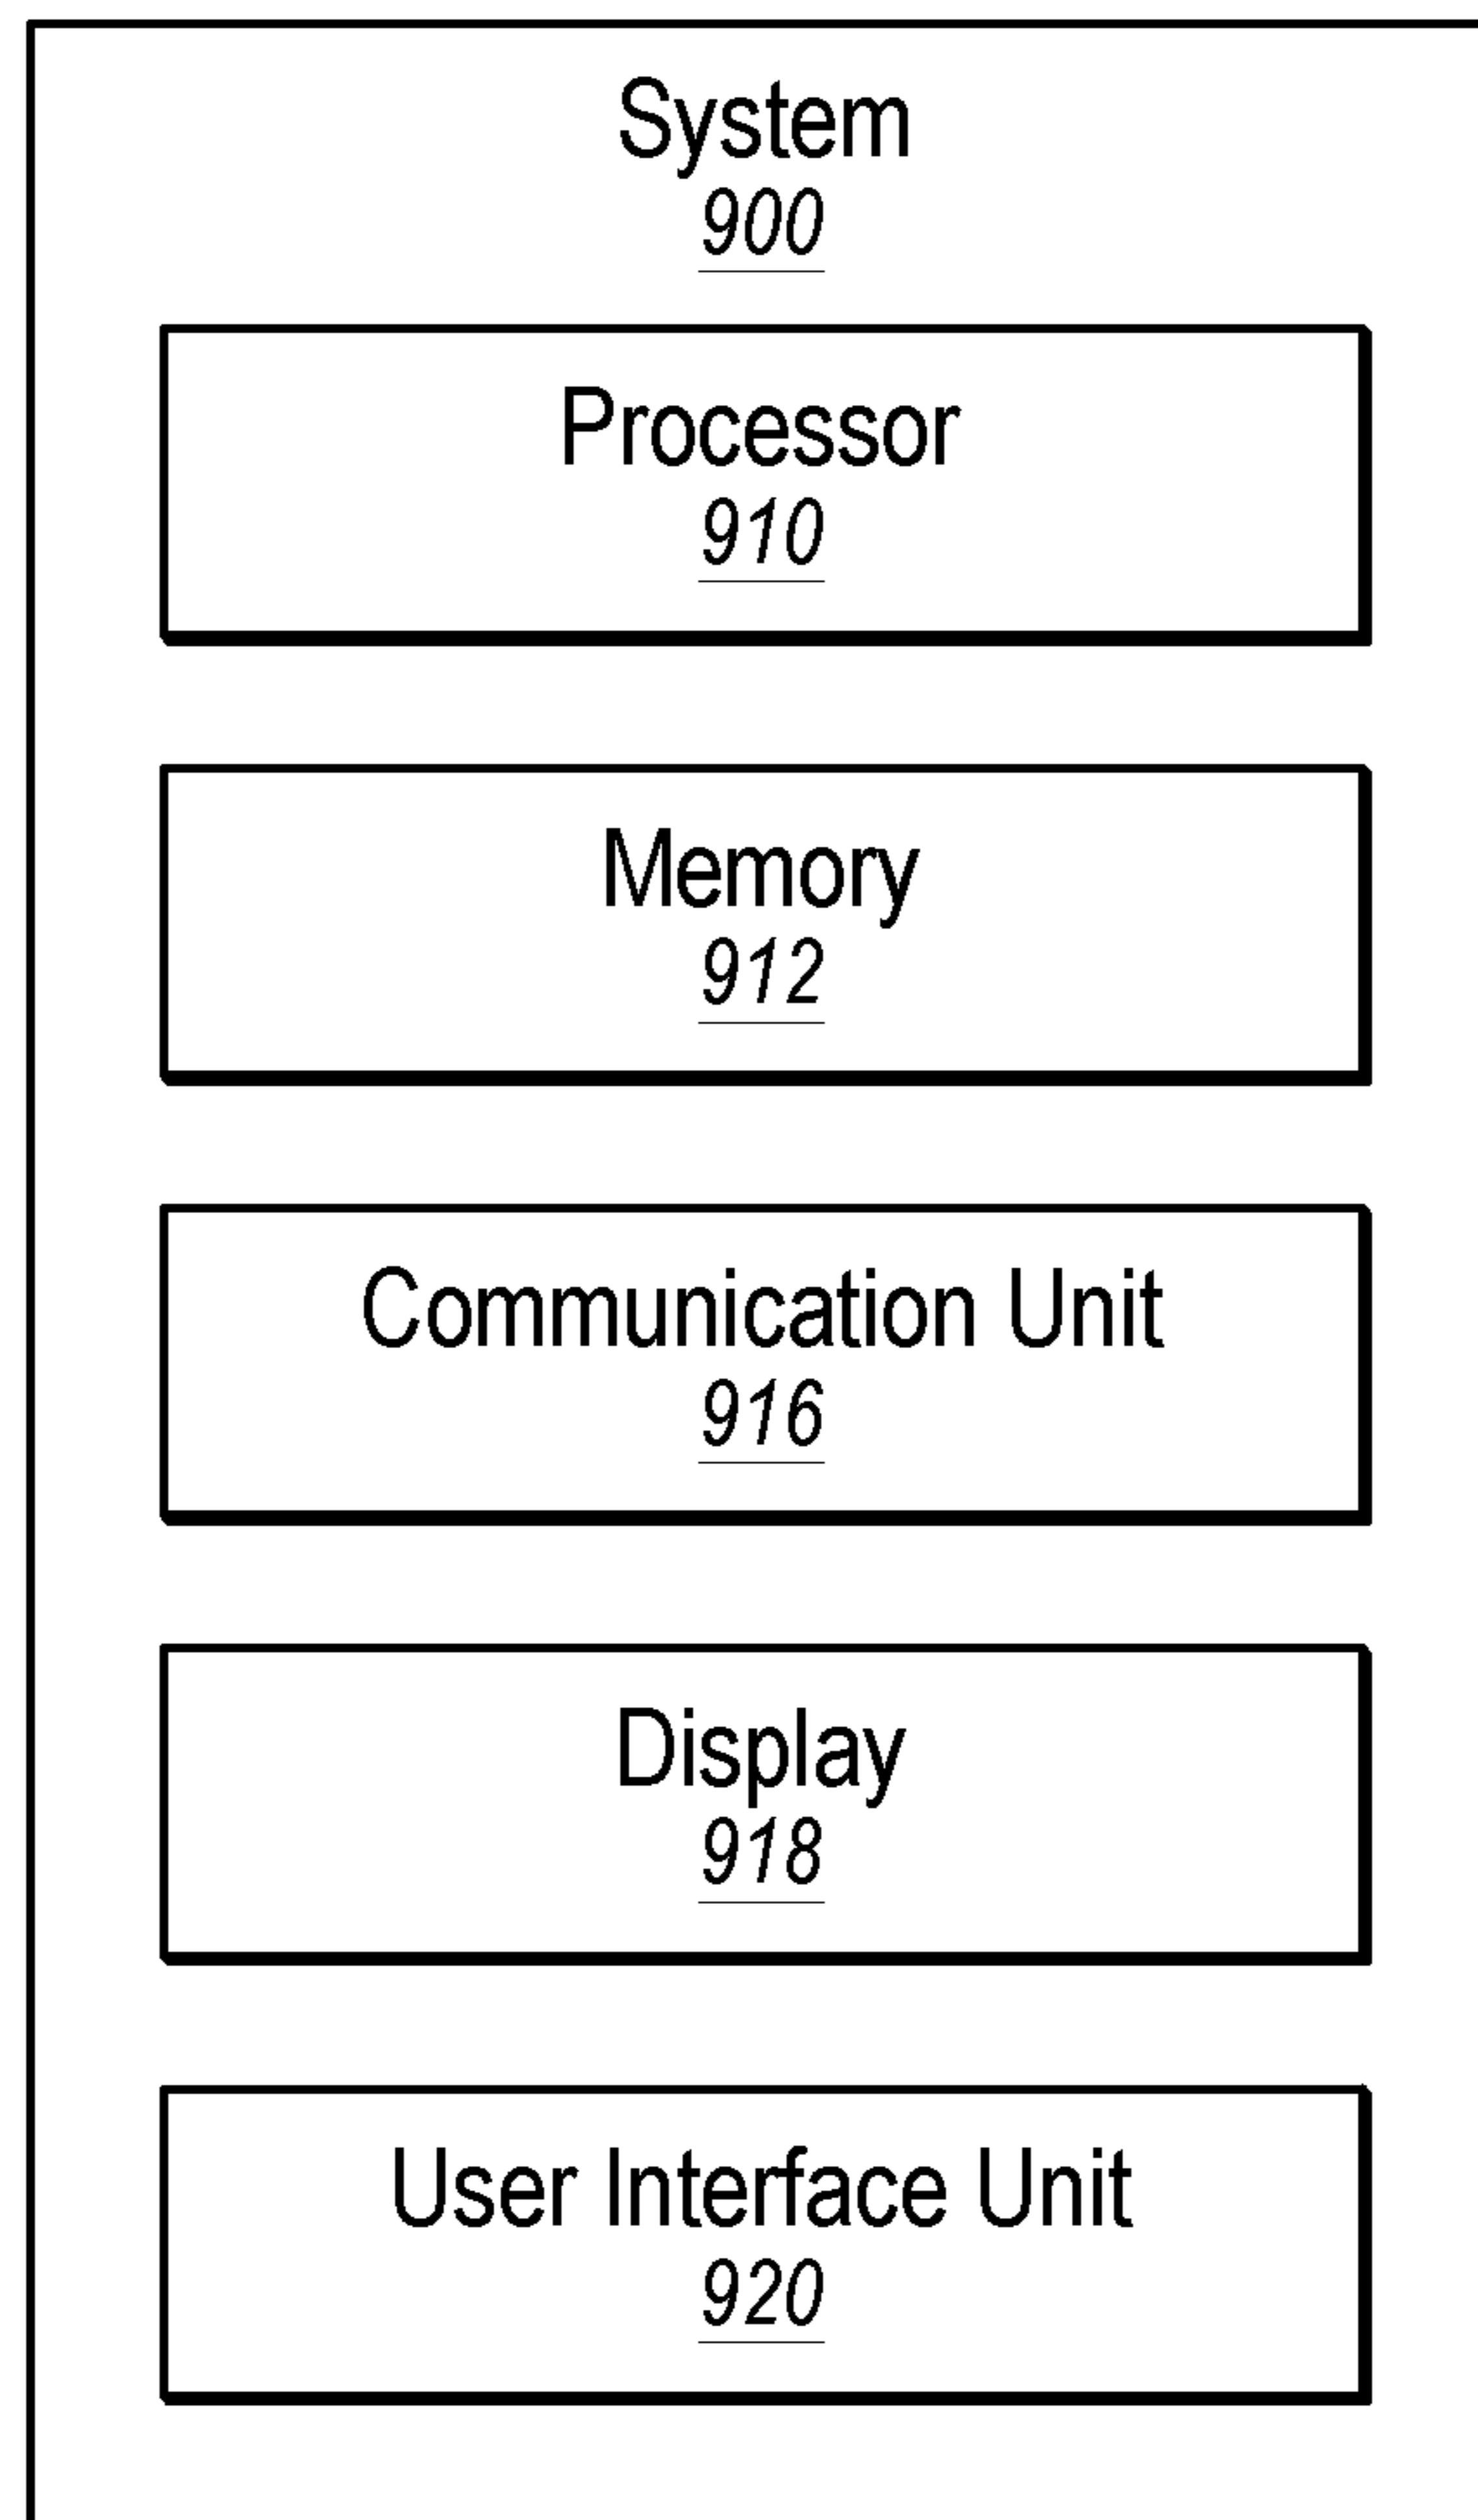 System
900
Processor
910
Memory
912
Communication Unit
916
Display
918
User Interface Unit
920